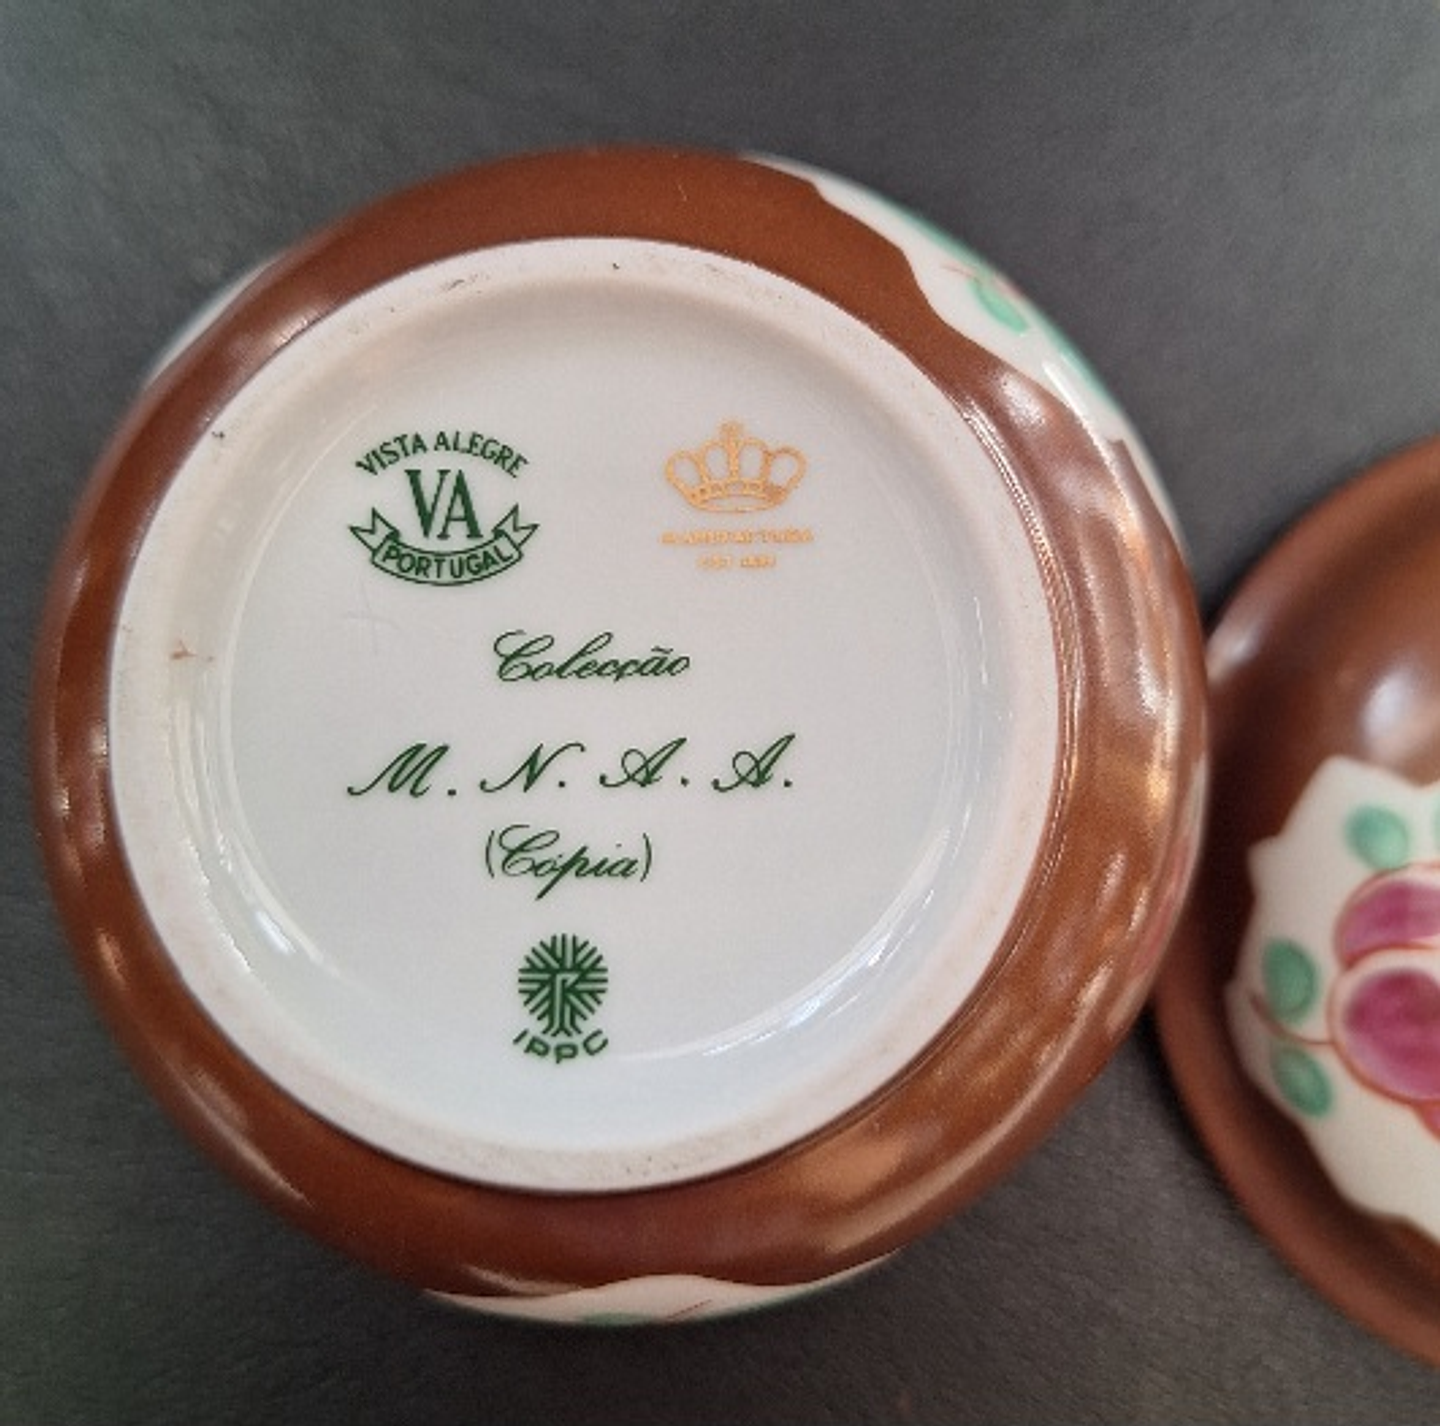 VISTA ALEGRE
VA
PORTUGAL
Colecção
M. N. A. A.
(Cópia)
IPPC